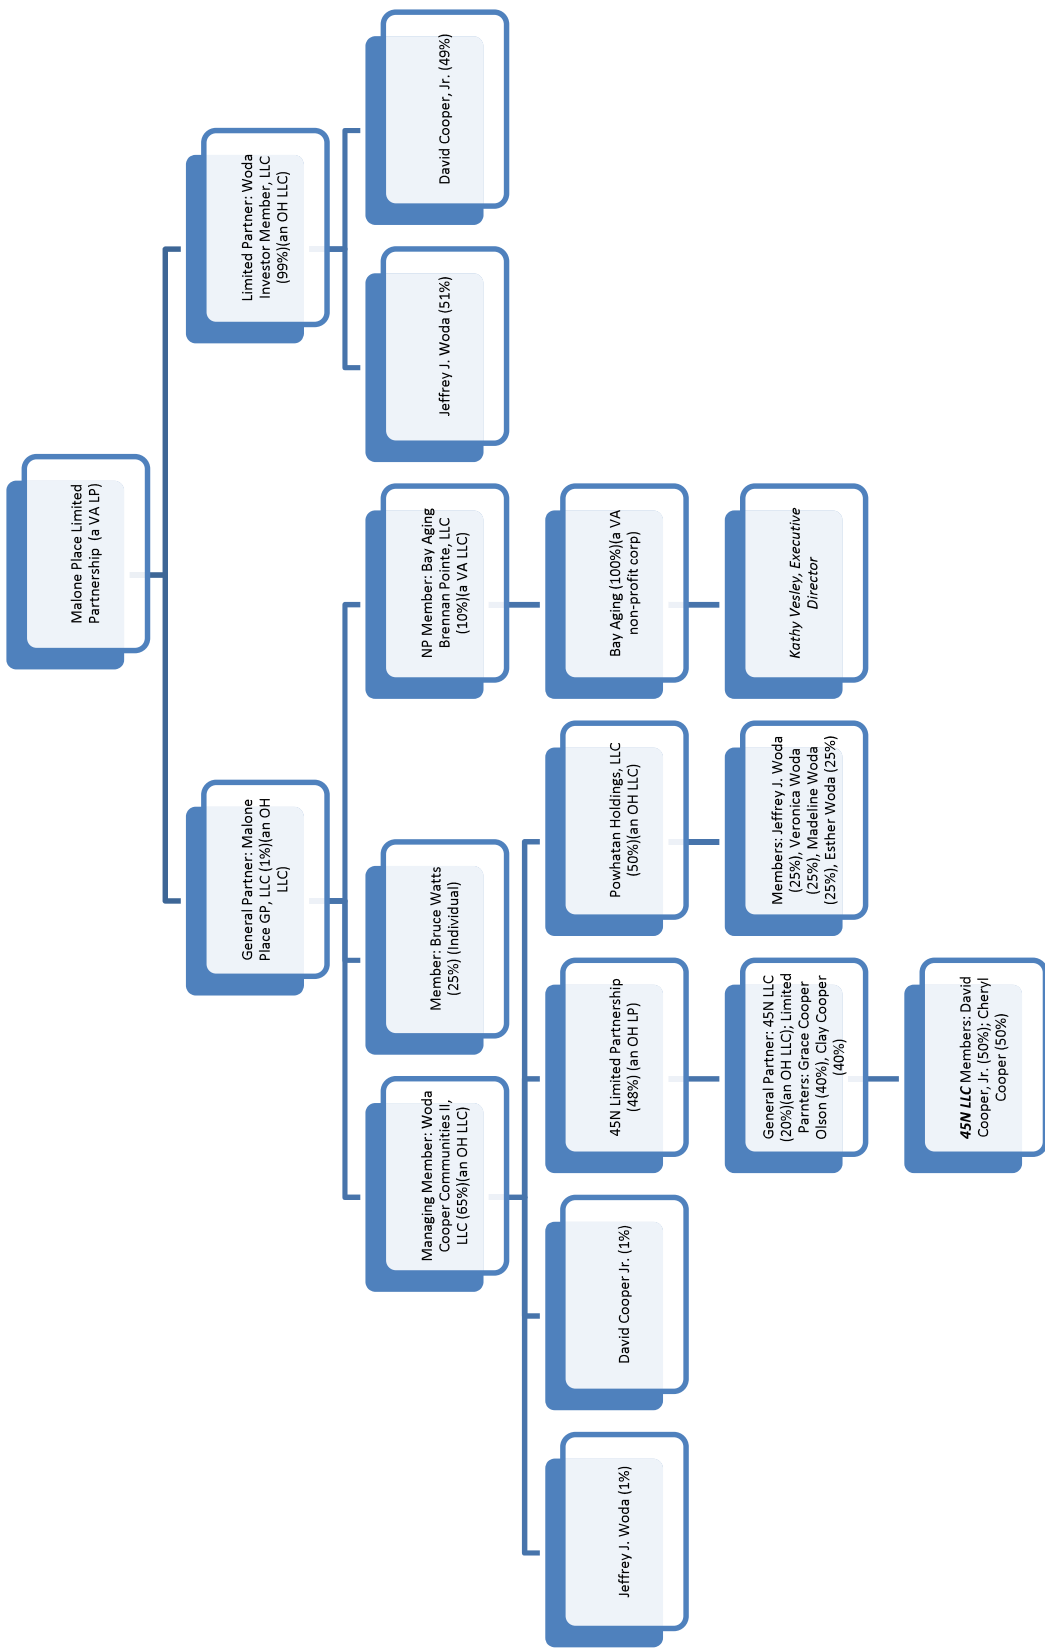 Malone Place Limited
Partnership (a VA LP)
General Partner: Malone
Place GP, LLC (1%)(an OH
LLC)
Limited Partner: Woda
Investor Member, LLC
(99%)(an OH LLC)
Managing Member: Woda
Cooper Communities II,
LLC (65%)(an OH LLC)
Member: Bruce Watts
(25%) (Individual)
NP Member: Bay Aging
Brennan Pointe, LLC
(10%)(a VA LLC)
Jeffrey J. Woda (51%)
David Cooper, Jr. (49%)
Jeffrey J. Woda (1%)
David Cooper Jr. (1%)
45N Limited Partnership
(48%) (an OH LP)
Powhatan Holdings, LLC
(50%)(an OH LLC)
Bay Aging (100%)(a VA
non-profit corp)
General Partner: 45N LLC
(20%)(an OH LLC); Limited
Parnters: Grace Cooper
Olson (40%), Clay Cooper
(40%)
Members: Jeffrey J. Woda
(25%), Veronica Woda
(25%), Madeline Woda
(25%), Esther Woda (25%)
Kathy Vesley, Executive
Director
45N LLC Members: David
Cooper, Jr. (50%); Cheryl
Cooper (50%)